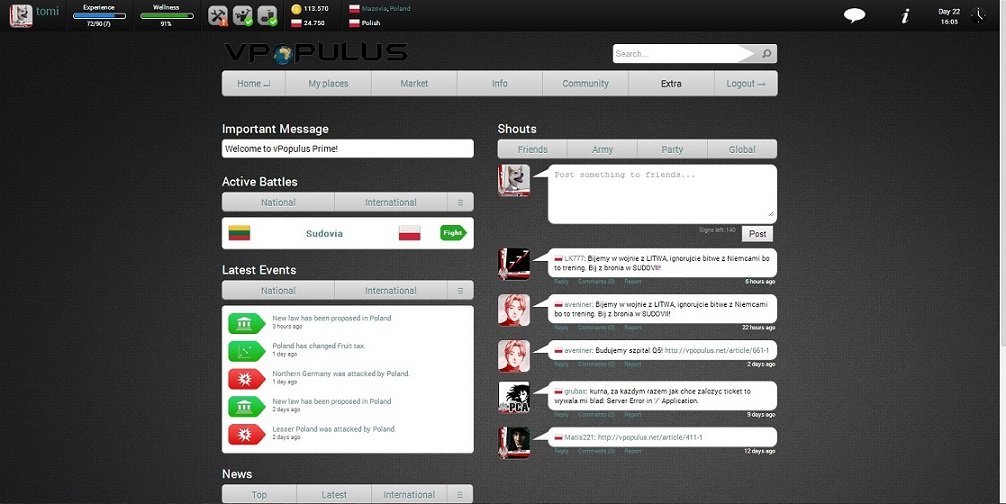 tomi
Experience
72/90 (7)
Wellness
91%
113.570
24.750
Mazovia, Poland
Polish
Day 22
16:05
VPOPULUS
Search...
Home
My places
Market
Info
Community
Extra
Logout
Important Message
Welcome to vPopulus Prime!
Active Battles
National
International
Sudovia
Fight
Latest Events
National
International
New law has been proposed in Poland
3 hours ago
Poland has changed Fruit tax.
1 day ago
Northern Germany was attacked by Poland.
1 day ago
New law has been proposed in Poland
2 days ago
Lesser Poland was attacked by Poland.
2 days ago
News
Top
Latest
International
Shouts
Friends
Army
Party
Global
Post something to friends...
Signs left: 140
Post
LK777: Bijemy w wojnie z LITWA, ignorujcie bitwe z Niemcami bo
to trening. Bij z bronia w SUDOVII!
Reply Comments (0) Report
6 hours ago
aveniner: Bijemy w wojnie z LITWA, ignorujcie bitwe z Niemcami
bo to trening. Bij z bronia w SUDOVII!
Reply Comments (0) Report
22 hours ago
aveniner: Budujemy szpital Q5! http://vpopulus.net/article/661-1
Reply Comments (0) Report
2 days ago
PCA
grubas: kurna, za kazdym razem jak chce zalozyc ticket to
wywala mi blad: Server Error in '/' Application.
Reply Comments (2) Report
9 days ago
Matis221: http://vpopulus.net/article/411-1
Reply Comments (0) Report
12 days ago